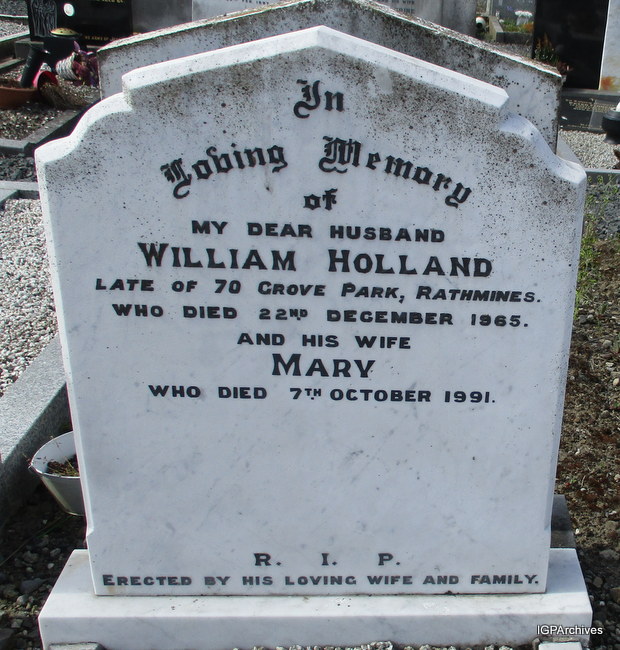 In
Loving Memory
of
MY DEAR HUSBAND
WILLIAM HOLLAND
LATE OF 70 GROVE PARK, RATHMINES.
WHO DIED 22ND DECEMBER 1965.
AND HIS WIFE
MARY
WHO DIED 7TH OCTOBER 1991.
R. I. P.
ERECTED BY HIS LOVING WIFE AND FAMILY.
IGPArchives